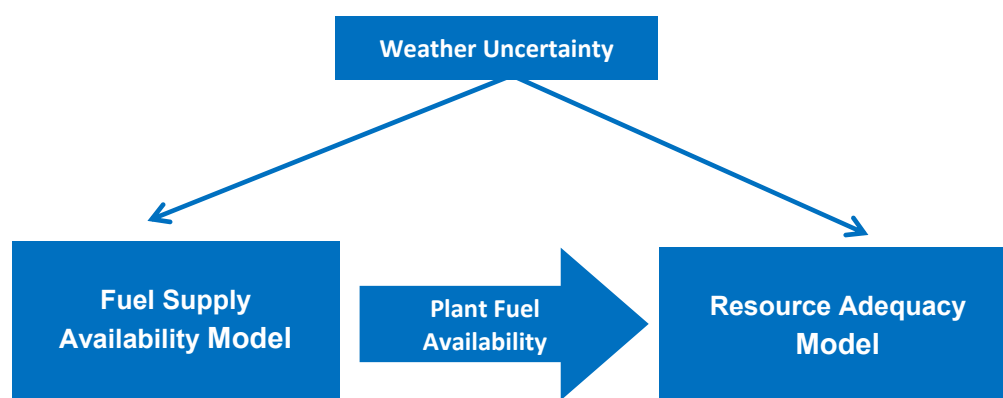 Weather Uncertainty
Fuel Supply
Availability Model
Plant Fuel
Availability
Resource Adequacy
Model